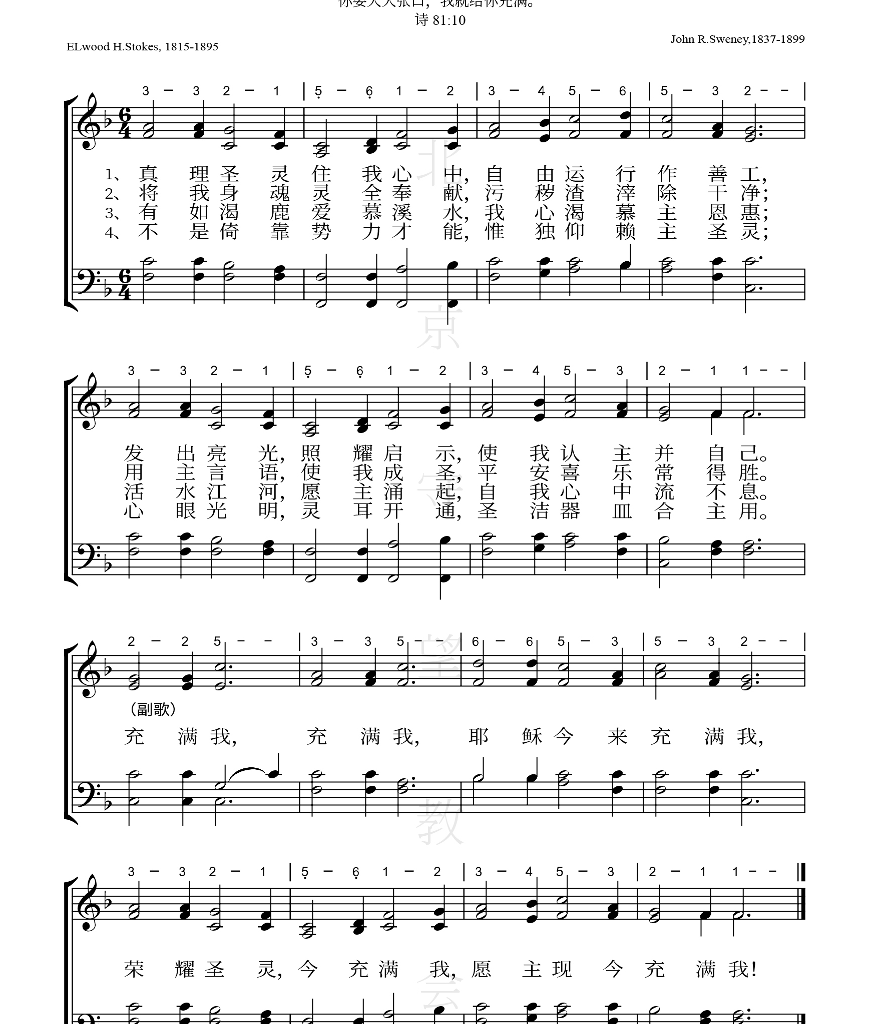 你要大大张口，我就给你充满。
诗 81:10
ELwood H.Stokes, 1815-1895
John R.Sweney,1837-1899
3 – 3 2 – 1 | 5̣ – 6̣ 1 – 2 | 3 – 4 5 – 6 | 5 – 3 2 – – |
1、真理圣灵住我心中，自由运行作善工，
2、将我身魂灵全奉献，污秽渣滓除干净；
3、有如渴鹿爱慕溪水，我心渴慕主恩惠；
4、不是倚靠势力才能，惟独仰赖主圣灵；
3 – 3 2 – 1 | 5̣ – 6̣ 1 – 2 | 3 – 4 5 – 3 | 2 – 1 1 – – |
发出亮光，照耀启示，使我认主并自己。
用主言语，使我成圣，平安喜乐常得胜。
活水江河，愿主涌起，自我心中流不息。
心眼光明，灵耳开通，圣洁器皿合主用。
2 – 2 5 – – | 3 – 3 5 – – | 6 – 6 5 – 3 | 5 – 3 2 – – |
（副歌）
充满我，充满我，耶稣今来充满我，
3 – 3 2 – 1 | 5̣ – 6̣ 1 – 2 | 3 – 4 5 – 3 | 2 – 1 1 – –
荣耀圣灵，今充满我，愿主现今充满我！
北京守望教会